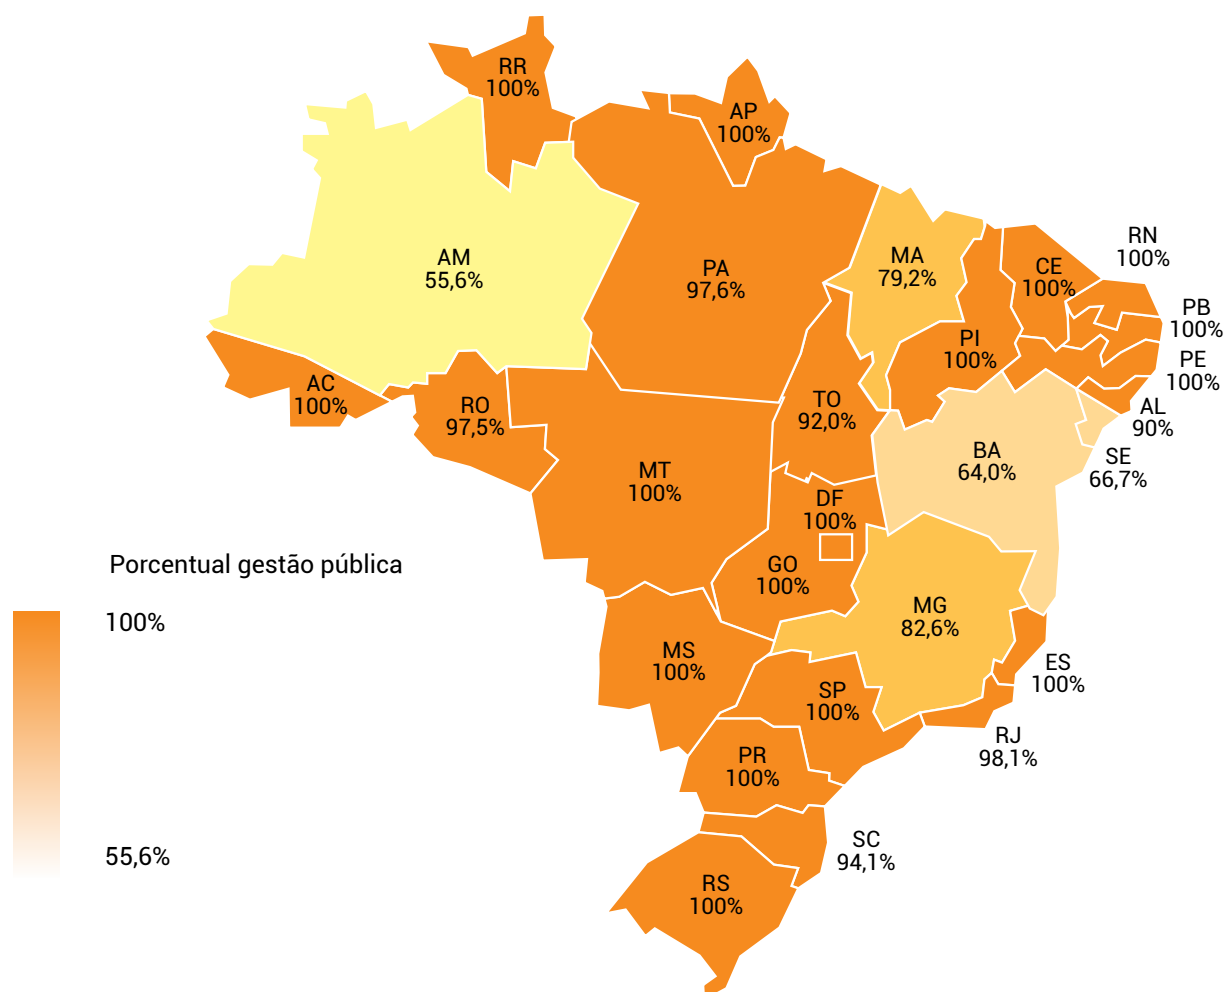 RR
100%
AP
100%
AM
55,6%
PA
97,6%
MA
79,2%
CE
100%
RN
100%
PB
100%
PE
100%
PI
100%
AC
100%
RO
97,5%
TO
92,0%
AL
90%
SE
66,7%
BA
64,0%
MT
100%
DF
100%
GO
100%
Porcentual gestão pública
100%
55,6%
MG
82,6%
MS
100%
ES
100%
SP
100%
RJ
98,1%
PR
100%
SC
94,1%
RS
100%